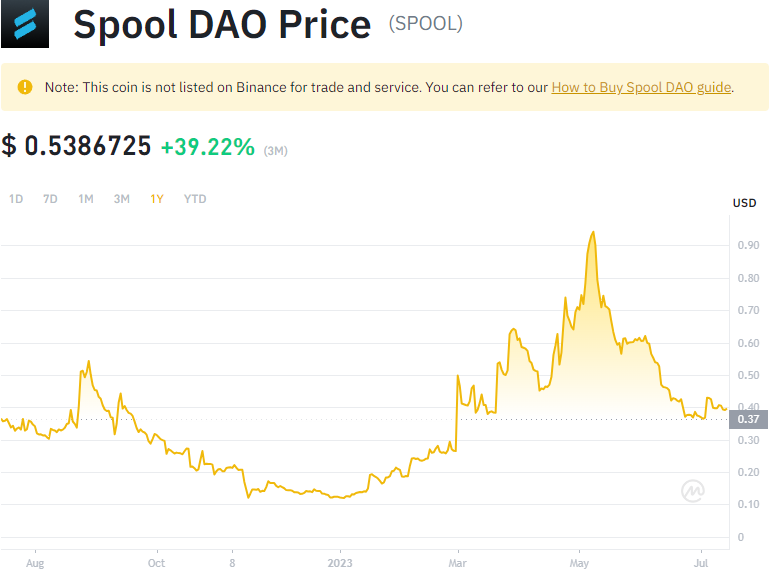 Spool DAO Price (SPOOL)
Note: This coin is not listed on Binance for trade and service. You can refer to our How to Buy Spool DAO guide.
$ 0.5386725 +39.22% (3M)
1D 7D 1M 3M 1Y YTD
USD
0.90
0.80
0.70
0.60
0.50
0.40
0.37
0.30
0.20
0.10
0
Aug Oct 8 2023 Mar May Jul